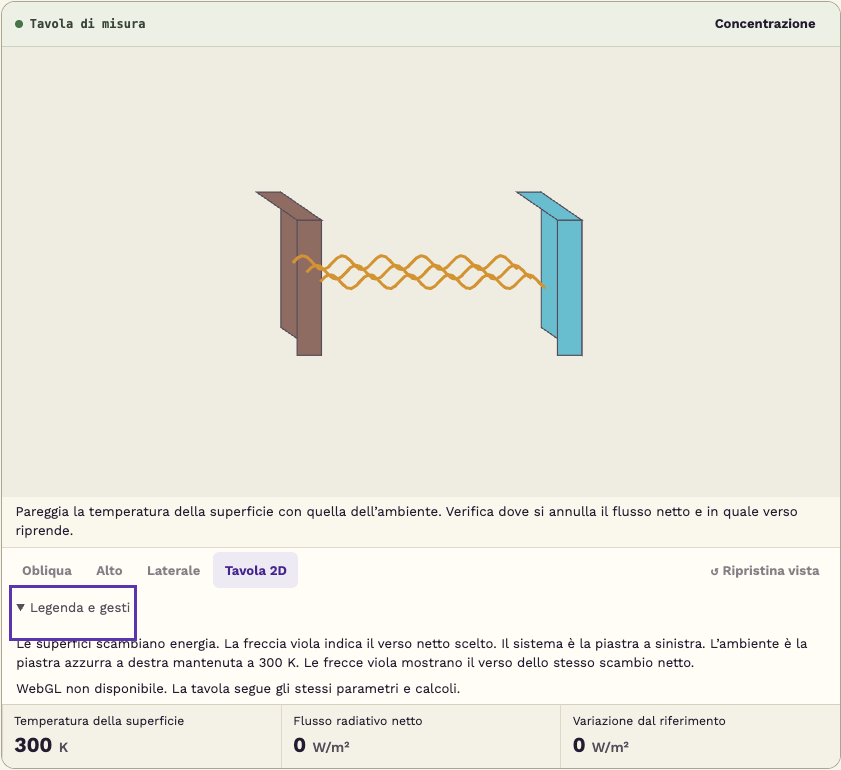 Tavola di misura
Concentrazione
Pareggia la temperatura della superficie con quella dell’ambiente. Verifica dove si annulla il flusso netto e in quale verso
riprende.
Obliqua Alto Laterale Tavola 2D ↺ Ripristina vista
▼ Legenda e gesti
Le superfici scambiano energia. La freccia viola indica il verso netto scelto. Il sistema è la piastra a sinistra. L’ambiente è la
piastra azzurra a destra mantenuta a 300 K. Le frecce viola mostrano il verso dello stesso scambio netto.
WebGL non disponibile. La tavola segue gli stessi parametri e calcoli.
Temperatura della superficie
300 K
Flusso radiativo netto
0 W/m²
Variazione dal riferimento
0 W/m²